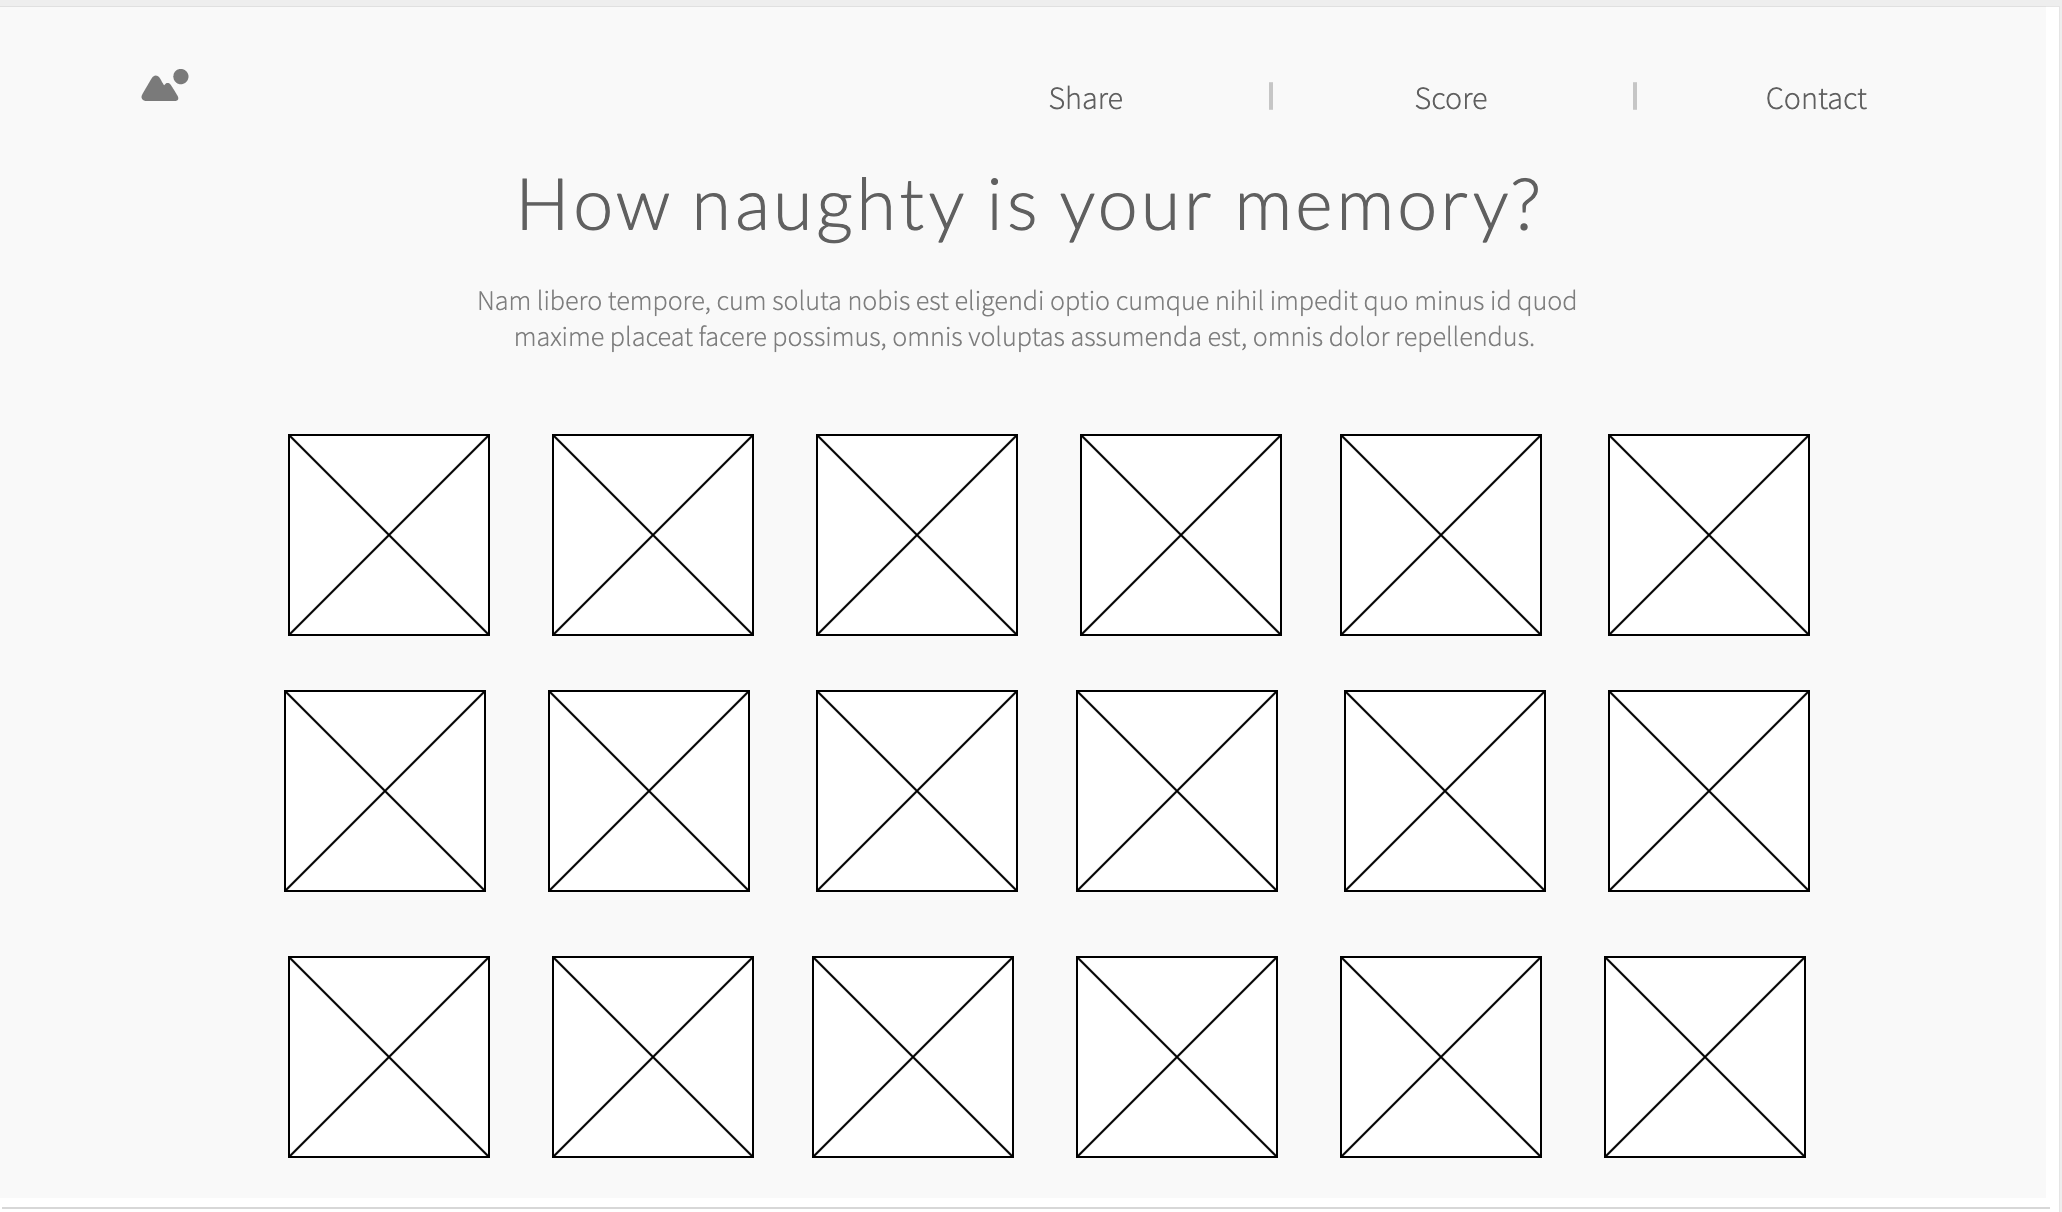 Share | Score | Contact
How naughty is your memory?
Nam libero tempore, cum soluta nobis est eligendi optio cumque nihil impedit quo minus id quod
maxime placeat facere possimus, omnis voluptas assumenda est, omnis dolor repellendus.